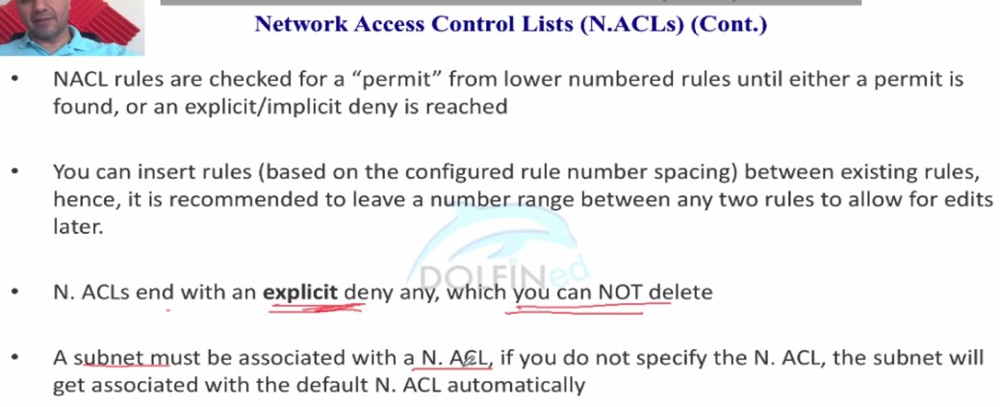 Network Access Control Lists (N.ACLs) (Cont.)
• NACL rules are checked for a “permit” from lower numbered rules until either a permit is
found, or an explicit/implicit deny is reached
• You can insert rules (based on the configured rule number spacing) between existing rules,
hence, it is recommended to leave a number range between any two rules to allow for edits
later.
DOLFINed
• N. ACLs end with an explicit deny any, which you can NOT delete
• A subnet must be associated with a N. ACL, if you do not specify the N. ACL, the subnet will
get associated with the default N. ACL automatically